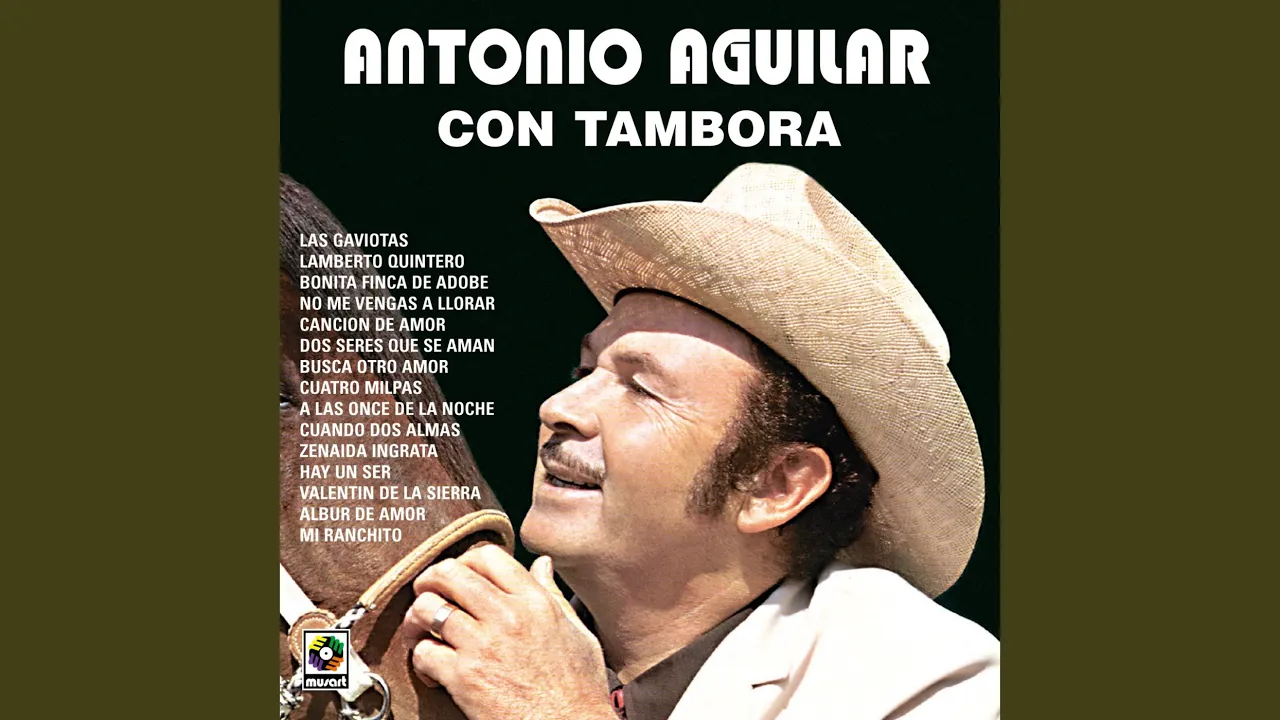 ANTONIO AGUILAR
CON TAMBORA
LAS GAVIOTAS
LAMBERTO QUINTERO
BONITA FINCA DE ADOBE
NO ME VENGAS A LLORAR
CANCION DE AMOR
DOS SERES QUE SE AMAN
BUSCA OTRO AMOR
CUATRO MILPAS
A LAS ONCE DE LA NOCHE
CUANDO DOS ALMAS
ZENAIDA INGRATA
HAY UN SER
VALENTIN DE LA SIERRA
ALBUR DE AMOR
MI RANCHITO
musart